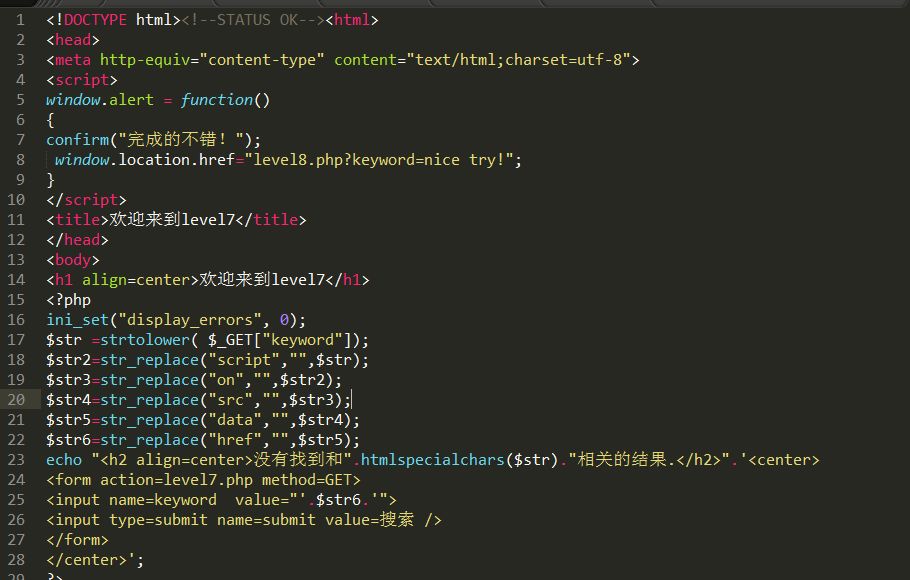 1 <!DOCTYPE html><!--STATUS OK--><html>
2 <head>
3 <meta http-equiv="content-type" content="text/html;charset=utf-8">
4 <script>
5 window.alert = function()
6 {
7 confirm("完成的不错！");
8  window.location.href="level8.php?keyword=nice try!";
9 }
10 </script>
11 <title>欢迎来到level7</title>
12 </head>
13 <body>
14 <h1 align=center>欢迎来到level7</h1>
15 <?php
16 ini_set("display_errors", 0);
17 $str =strtolower( $_GET["keyword"]);
18 $str2=str_replace("script","",$str);
19 $str3=str_replace("on","",$str2);
20 $str4=str_replace("src","",$str3);
21 $str5=str_replace("data","",$str4);
22 $str6=str_replace("href","",$str5);
23 echo "<h2 align=center>没有找到和".htmlspecialchars($str)."相关的结果.</h2>".'<center>
24 <form action=level7.php method=GET>
25 <input name=keyword  value="'.$str6.'">
26 <input type=submit name=submit value=搜索 />
27 </form>
28 </center>';
29 ?>